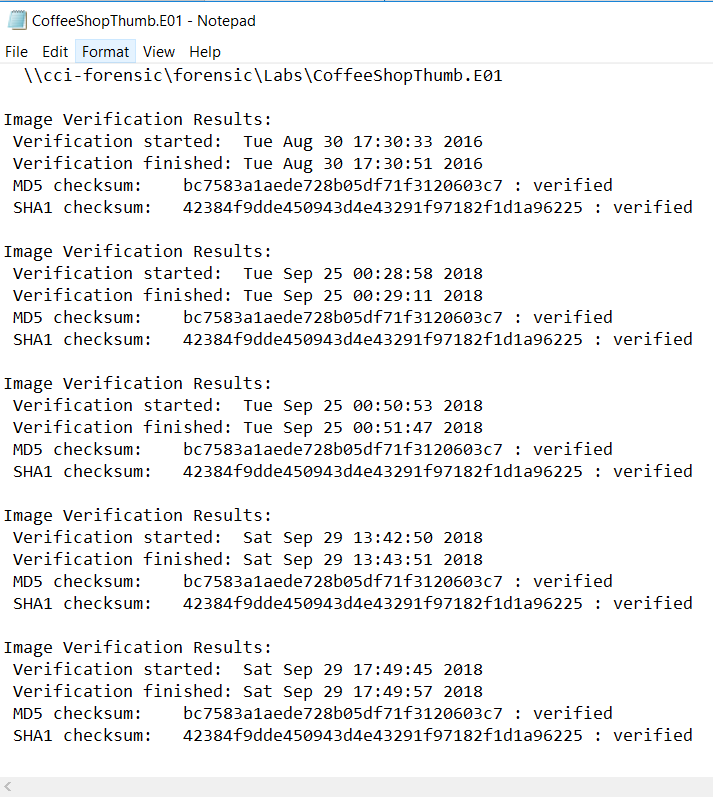 CoffeeShopThumb.E01 - Notepad
File Edit Format View Help
\\cci-forensic\forensic\Labs\CoffeeShopThumb.E01
Image Verification Results:
Verification started:  Tue Aug 30 17:30:33 2016
Verification finished: Tue Aug 30 17:30:51 2016
MD5 checksum:    bc7583a1aede728b05df71f3120603c7 : verified
SHA1 checksum:   42384f9dde450943d4e43291f97182f1d1a96225 : verified
Image Verification Results:
Verification started:  Tue Sep 25 00:28:58 2018
Verification finished: Tue Sep 25 00:29:11 2018
MD5 checksum:    bc7583a1aede728b05df71f3120603c7 : verified
SHA1 checksum:   42384f9dde450943d4e43291f97182f1d1a96225 : verified
Image Verification Results:
Verification started:  Tue Sep 25 00:50:53 2018
Verification finished: Tue Sep 25 00:51:47 2018
MD5 checksum:    bc7583a1aede728b05df71f3120603c7 : verified
SHA1 checksum:   42384f9dde450943d4e43291f97182f1d1a96225 : verified
Image Verification Results:
Verification started:  Sat Sep 29 13:42:50 2018
Verification finished: Sat Sep 29 13:43:51 2018
MD5 checksum:    bc7583a1aede728b05df71f3120603c7 : verified
SHA1 checksum:   42384f9dde450943d4e43291f97182f1d1a96225 : verified
Image Verification Results:
Verification started:  Sat Sep 29 17:49:45 2018
Verification finished: Sat Sep 29 17:49:57 2018
MD5 checksum:    bc7583a1aede728b05df71f3120603c7 : verified
SHA1 checksum:   42384f9dde450943d4e43291f97182f1d1a96225 : verified